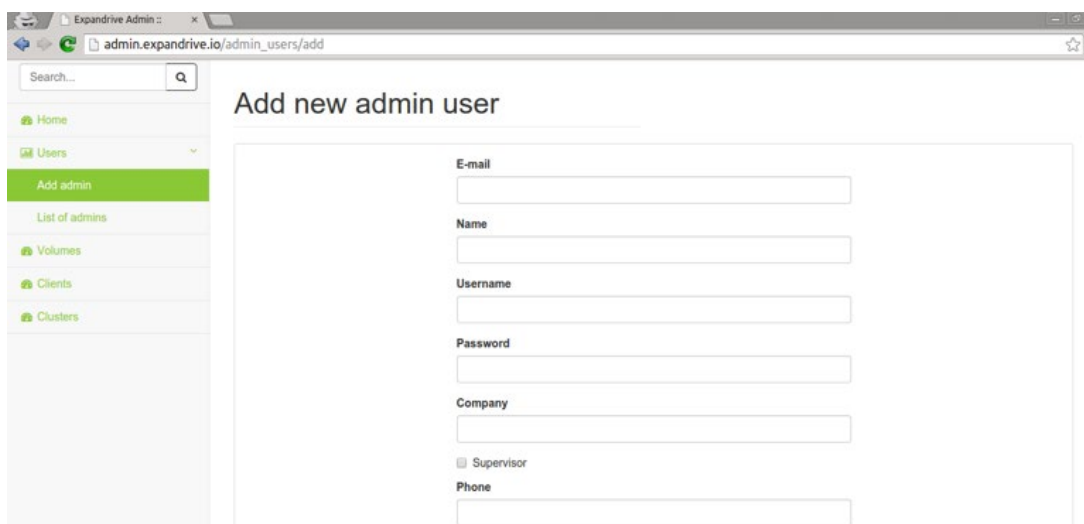 Expandrive Admin ::
admin.expandrive.io/admin_users/add
Search...
Add new admin user
Home
Users
Add admin
List of admins
Volumes
Clients
Clusters
E-mail
Name
Username
Password
Company
Supervisor
Phone